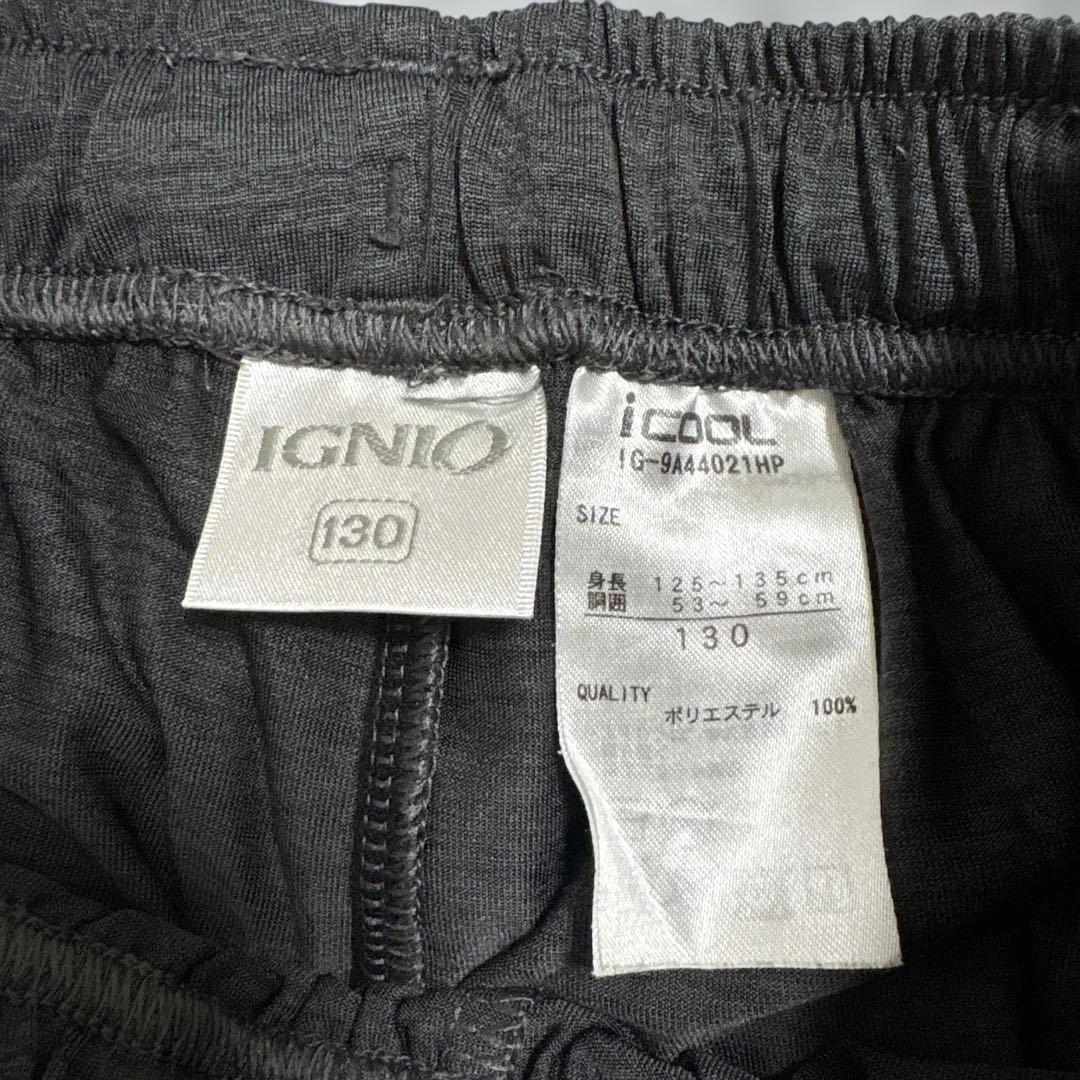 IGNIO
130
i COOL
IG-9A44021HP
SIZE
身長 125～135cm
胴囲 53～ 59cm
130
QUALITY
ポリエステル 100%